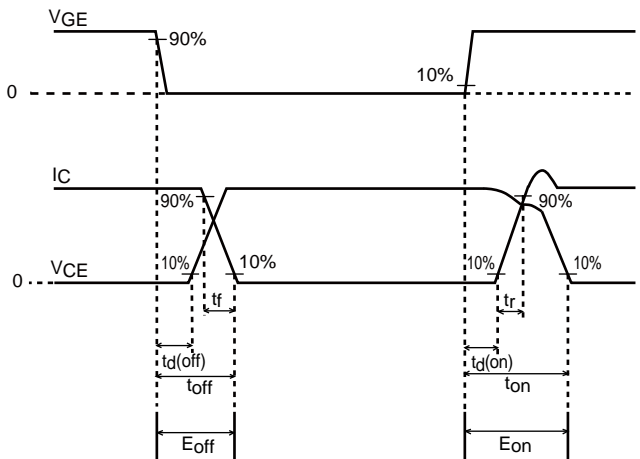 VGE
90%
10%
0
IC
90%
90%
VCE
10%
10%
10%
10%
0
tf
tr
td(off)
td(on)
toff
ton
Eoff
Eon